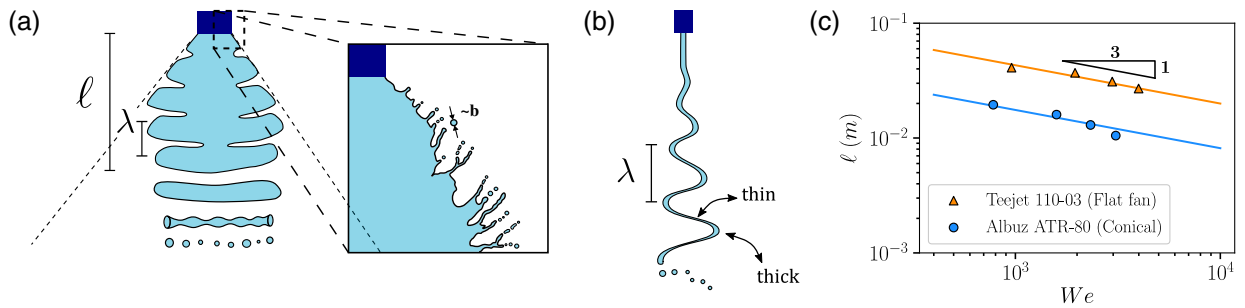 (a)
ℓ
λ
~b
(b)
λ
thin
thick
(c)
10⁻¹
10⁻²
10⁻³
ℓ (m)
3
1
Teejet 110-03 (Flat fan)
Albuz ATR-80 (Conical)
10³
10⁴
We